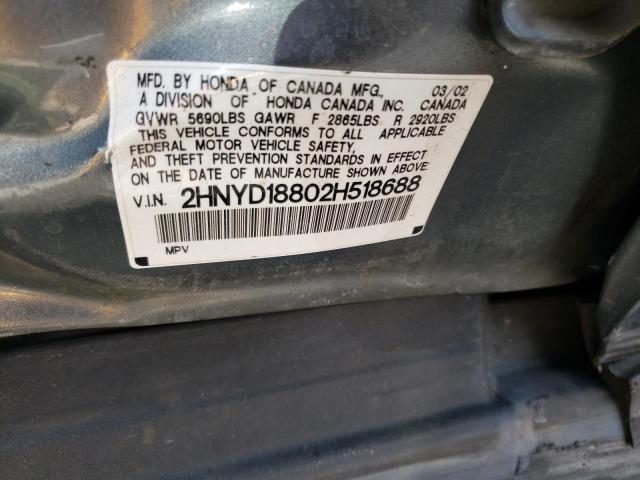 MFD. BY HONDA OF CANADA MFG., 03/02
A DIVISION OF HONDA CANADA INC. CANADA
GVWR 5690LBS GAWR F 2865LBS R 2920LBS
THIS VEHICLE CONFORMS TO ALL APPLICABLE
FEDERAL MOTOR VEHICLE SAFETY,
AND THEFT PREVENTION STANDARDS IN EFFECT
ON THE DATE OF MANUFACTURE SHOWN ABOVE:
V.I.N. 2HNYD18802H518688
MPV